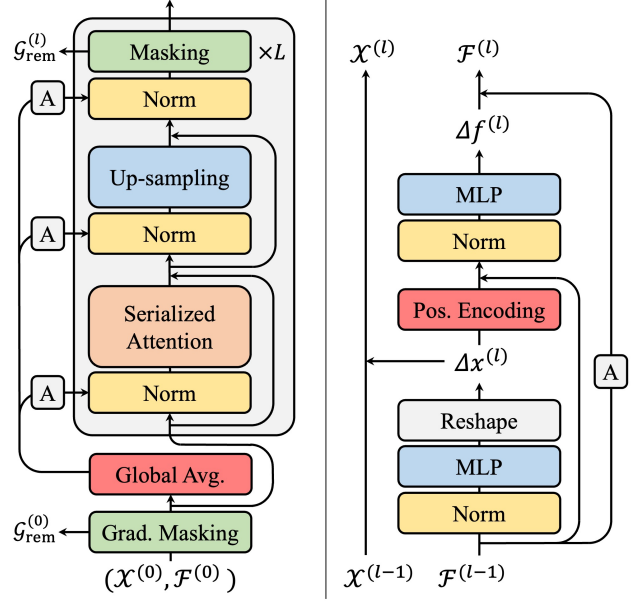 𝒢_rem^(l)
Masking
×L
A
Norm
Up-sampling
A
Norm
Serialized
Attention
A
Norm
Global Avg.
𝒢_rem^(0)
Grad. Masking
(𝒳^(0), ℱ^(0))
𝒳^(l)
ℱ^(l)
Δf^(l)
MLP
Norm
Pos. Encoding
Δx^(l)
A
Reshape
MLP
Norm
𝒳^(l−1)
ℱ^(l−1)